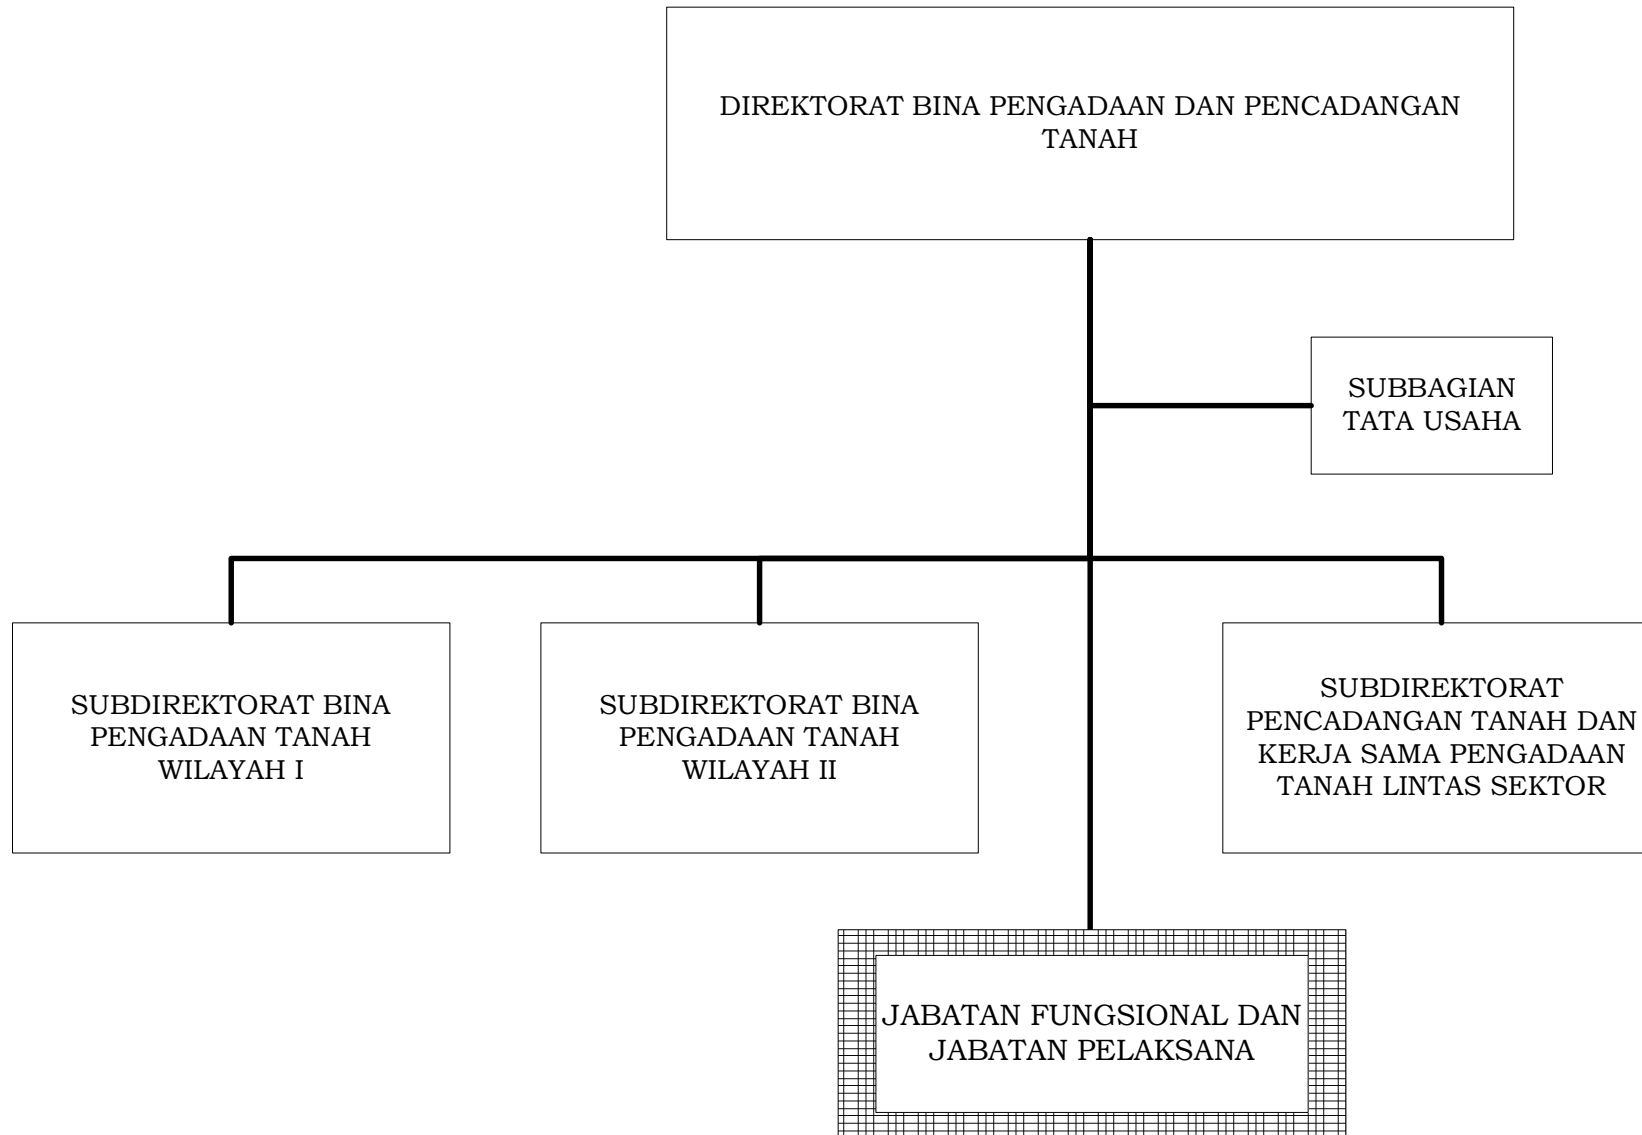 DIREKTORAT BINA PENGADAAN DAN PENCADANGAN
TANAH
SUBBAGIAN
TATA USAHA
SUBDIREKTORAT BINA
PENGADAAN TANAH
WILAYAH I
SUBDIREKTORAT BINA
PENGADAAN TANAH
WILAYAH II
SUBDIREKTORAT
PENCADANGAN TANAH DAN
KERJA SAMA PENGADAAN
TANAH LINTAS SEKTOR
JABATAN FUNGSIONAL DAN
JABATAN PELAKSANA